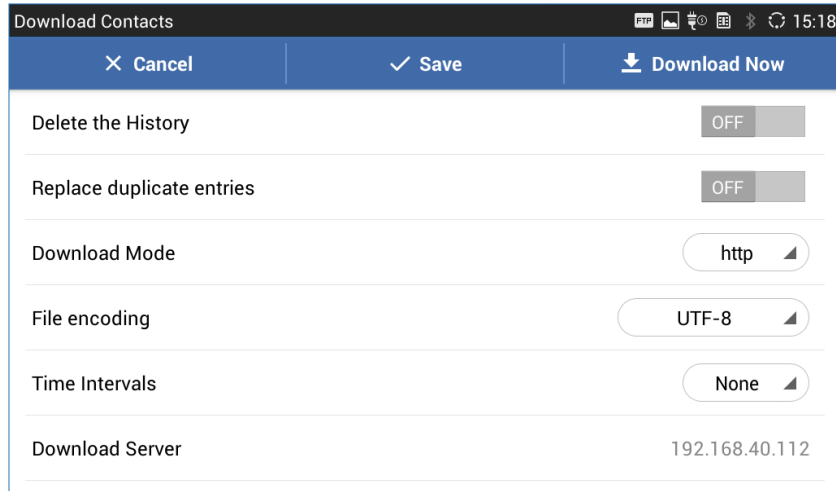 Download Contacts FTP 15:18
Cancel Save Download Now
Delete the History OFF
Replace duplicate entries OFF
Download Mode http
File encoding UTF-8
Time Intervals None
Download Server 192.168.40.112